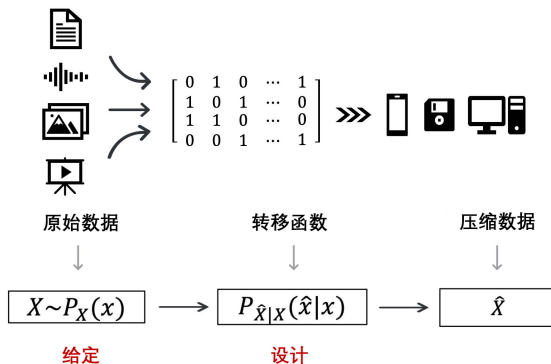 0 1 0 ⋯ 1
1 0 1 ⋯ 0
1 1 0 ⋯ 0
0 0 1 ⋯ 1
原始数据 转移函数 压缩数据
X~P_X(x) P_{X̂|X}(x̂|x) X̂
给定 设计